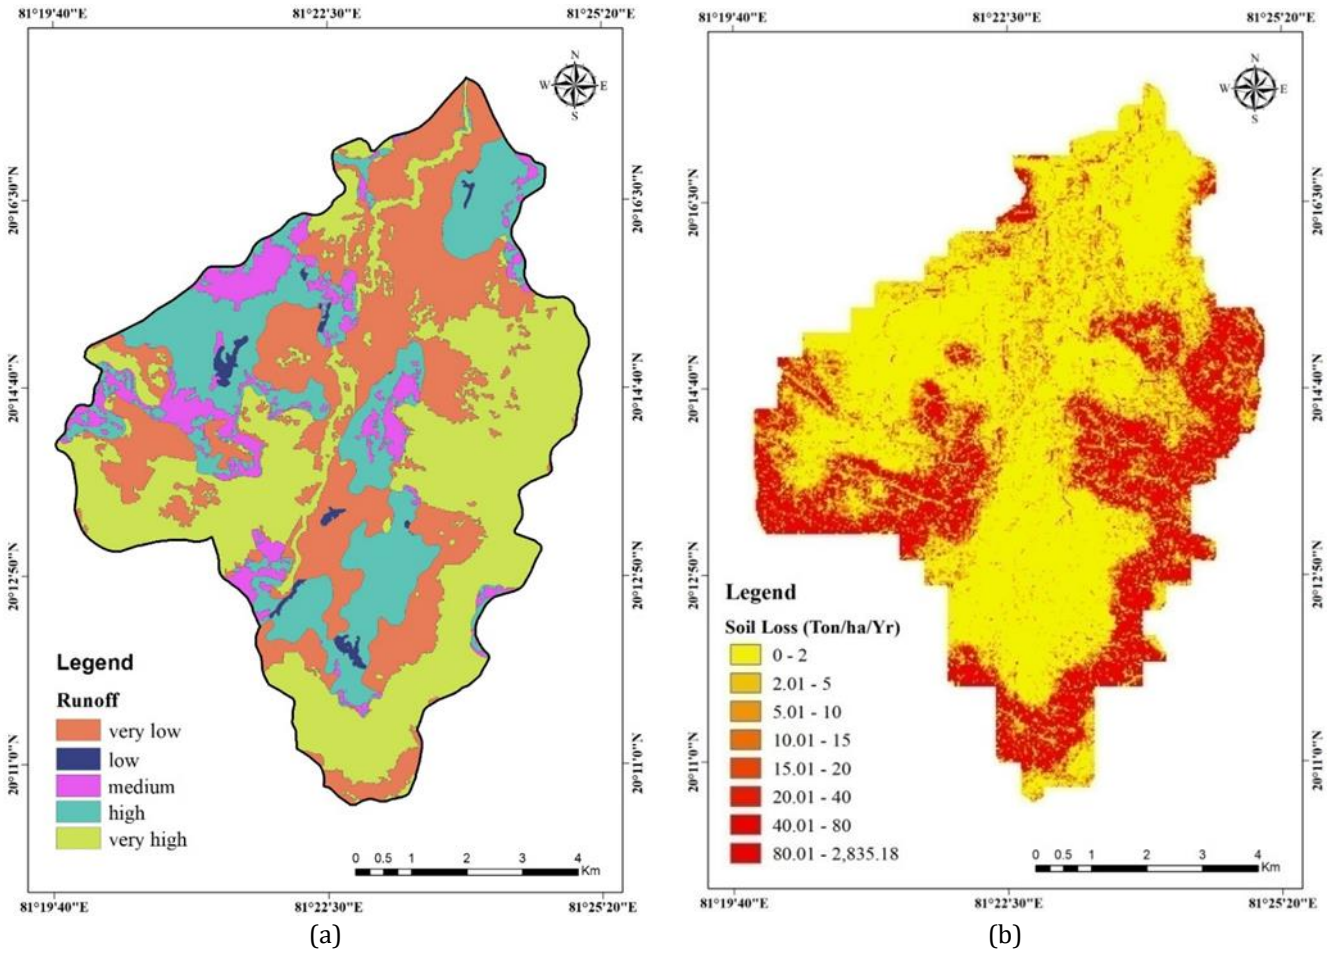 81°19'40"E 81°22'30"E 81°25'20"E
81°19'40"E 81°22'30"E 81°25'20"E
N
W E
S
N
W E
S
20°16'30"N 20°16'30"N
20°16'30"N 20°16'30"N
20°14'40"N 20°14'40"N
20°14'40"N 20°14'40"N
20°12'50"N 20°12'50"N
20°12'50"N 20°12'50"N
20°11'0"N 20°11'0"N
20°11'0"N 20°11'0"N
Legend
Runoff
very low
low
medium
high
very high
0 0.5 1 2 3 4
Km
Legend
Soil Loss (Ton/ha/Yr)
0 - 2
2.01 - 5
5.01 - 10
10.01 - 15
15.01 - 20
20.01 - 40
40.01 - 80
80.01 - 2,835.18
0 0.5 1 2 3 4
Km
81°19'40"E 81°22'30"E 81°25'20"E
81°19'40"E 81°22'30"E 81°25'20"E
(a)
(b)